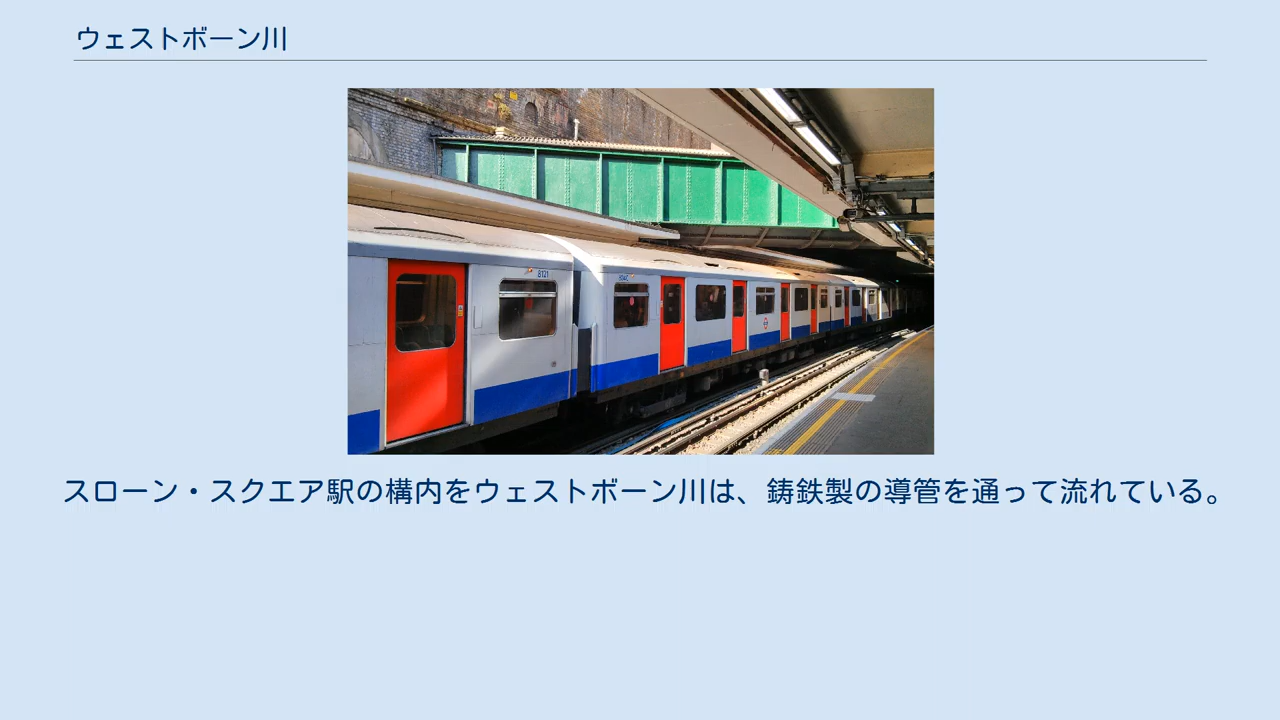 ウェストボーン川
8121
スローン・スクエア駅の構内をウェストボーン川は、鋳鉄製の導管を通って流れている。